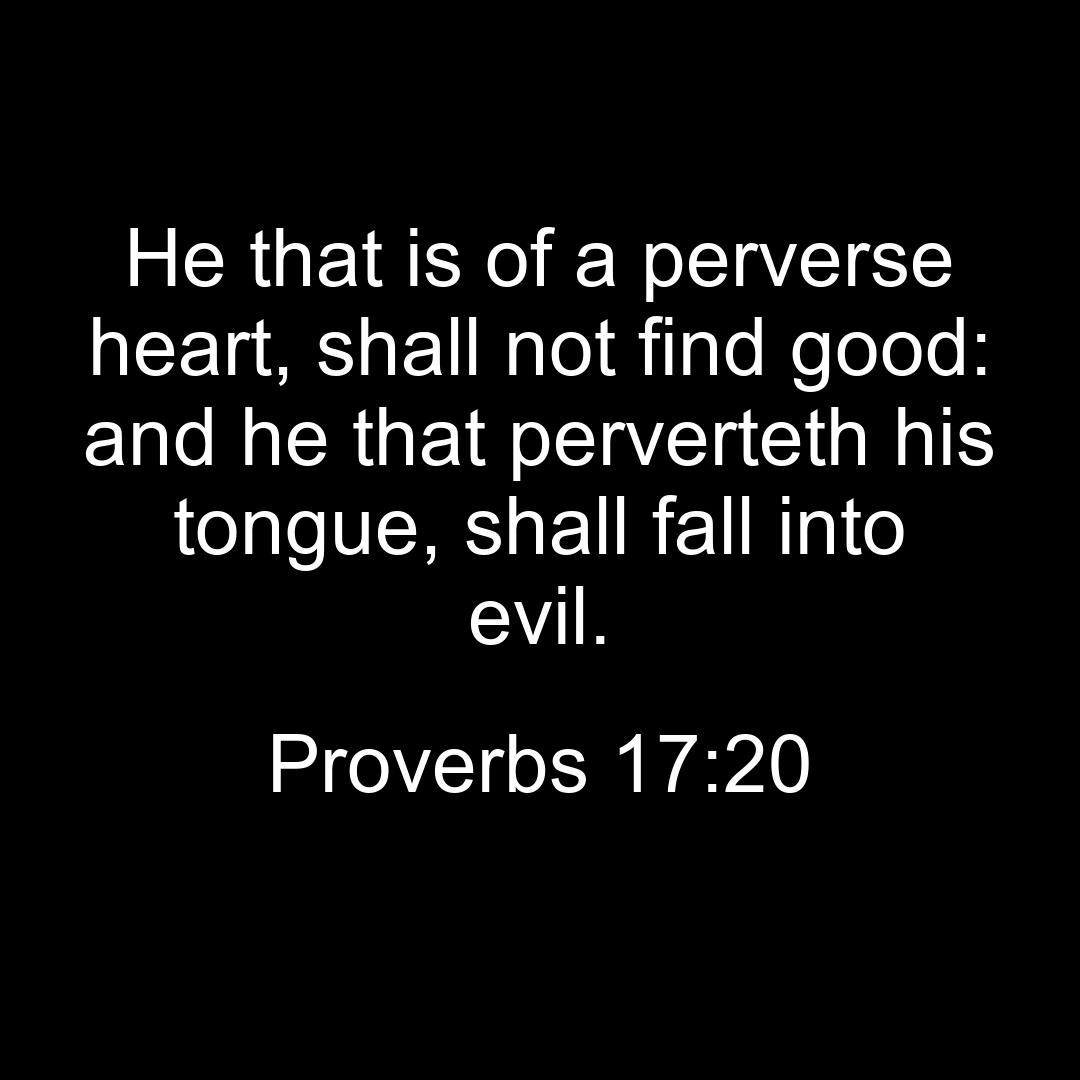 He that is of a perverse
heart, shall not find good:
and he that perverteth his
tongue, shall fall into
evil.
Proverbs 17:20